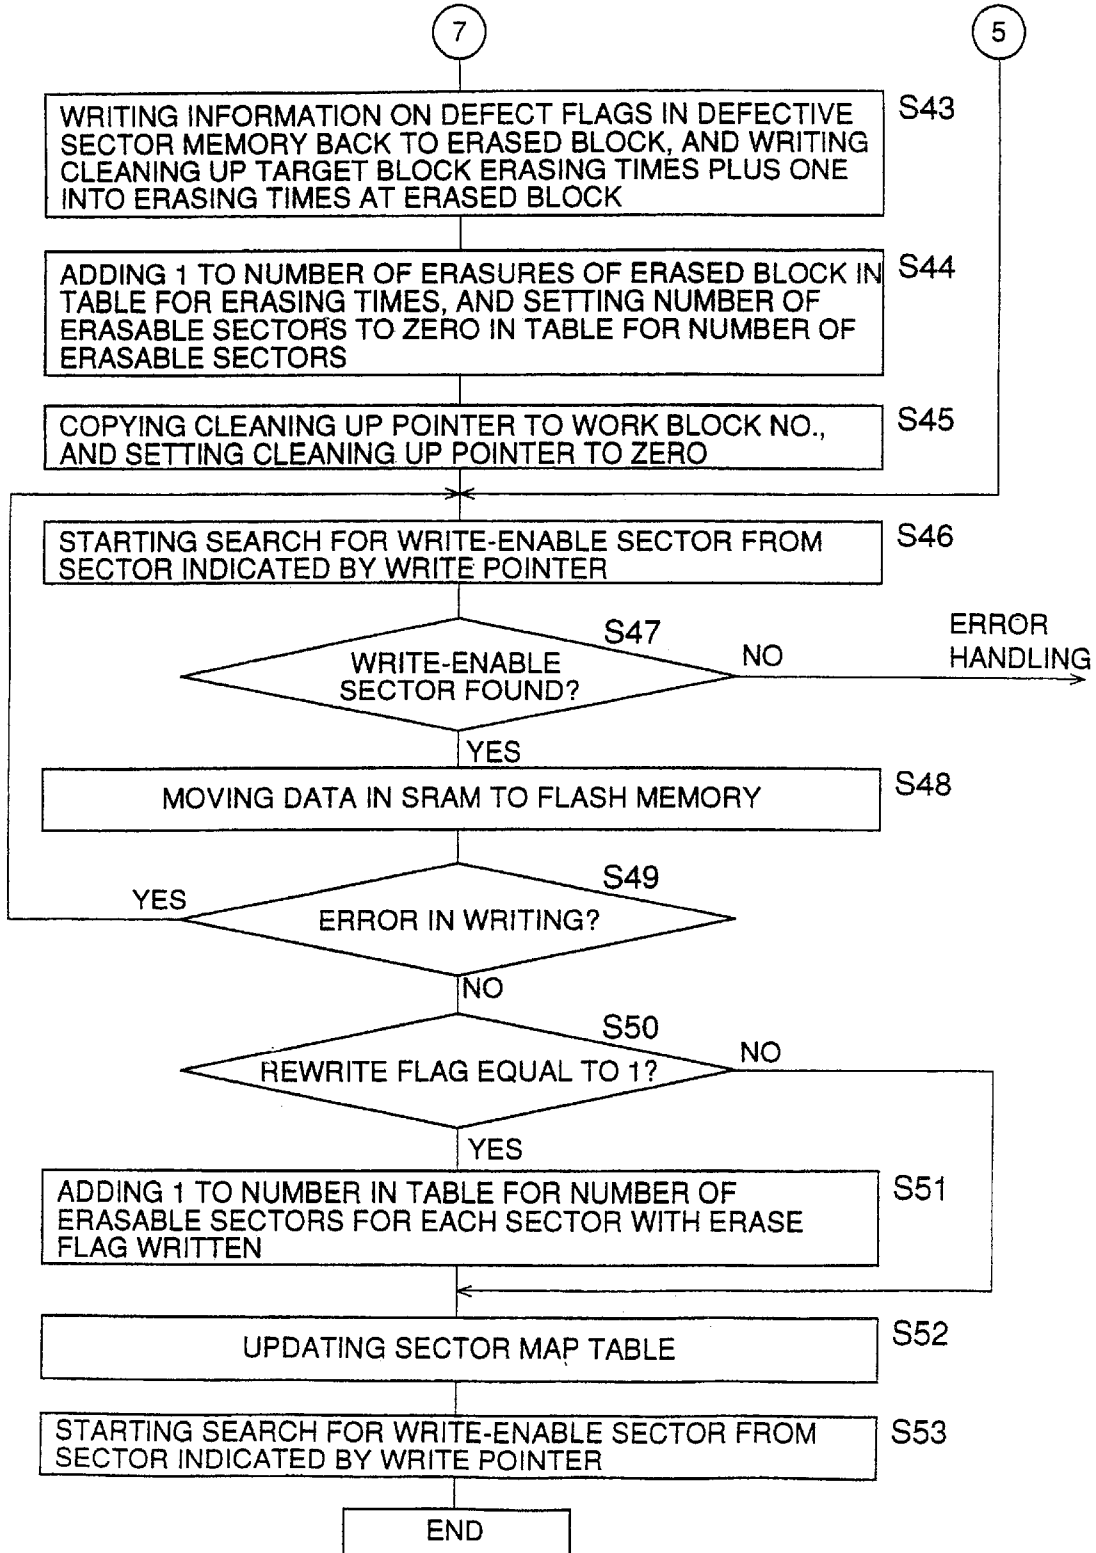 7
5
WRITING INFORMATION ON DEFECT FLAGS IN DEFECTIVE
SECTOR MEMORY BACK TO ERASED BLOCK, AND WRITING
CLEANING UP TARGET BLOCK ERASING TIMES PLUS ONE
INTO ERASING TIMES AT ERASED BLOCK
S43
ADDING 1 TO NUMBER OF ERASURES OF ERASED BLOCK IN
TABLE FOR ERASING TIMES, AND SETTING NUMBER OF
ERASABLE SECTORS TO ZERO IN TABLE FOR NUMBER OF
ERASABLE SECTORS
S44
COPYING CLEANING UP POINTER TO WORK BLOCK NO.,
AND SETTING CLEANING UP POINTER TO ZERO
S45
STARTING SEARCH FOR WRITE-ENABLE SECTOR FROM
SECTOR INDICATED BY WRITE POINTER
S46
S47
WRITE-ENABLE
SECTOR FOUND?
NO
ERROR
HANDLING
YES
MOVING DATA IN SRAM TO FLASH MEMORY
S48
S49
YES
ERROR IN WRITING?
NO
S50
REWRITE FLAG EQUAL TO 1?
NO
YES
ADDING 1 TO NUMBER IN TABLE FOR NUMBER OF
ERASABLE SECTORS FOR EACH SECTOR WITH ERASE
FLAG WRITTEN
S51
UPDATING SECTOR MAP TABLE
S52
STARTING SEARCH FOR WRITE-ENABLE SECTOR FROM
SECTOR INDICATED BY WRITE POINTER
S53
END